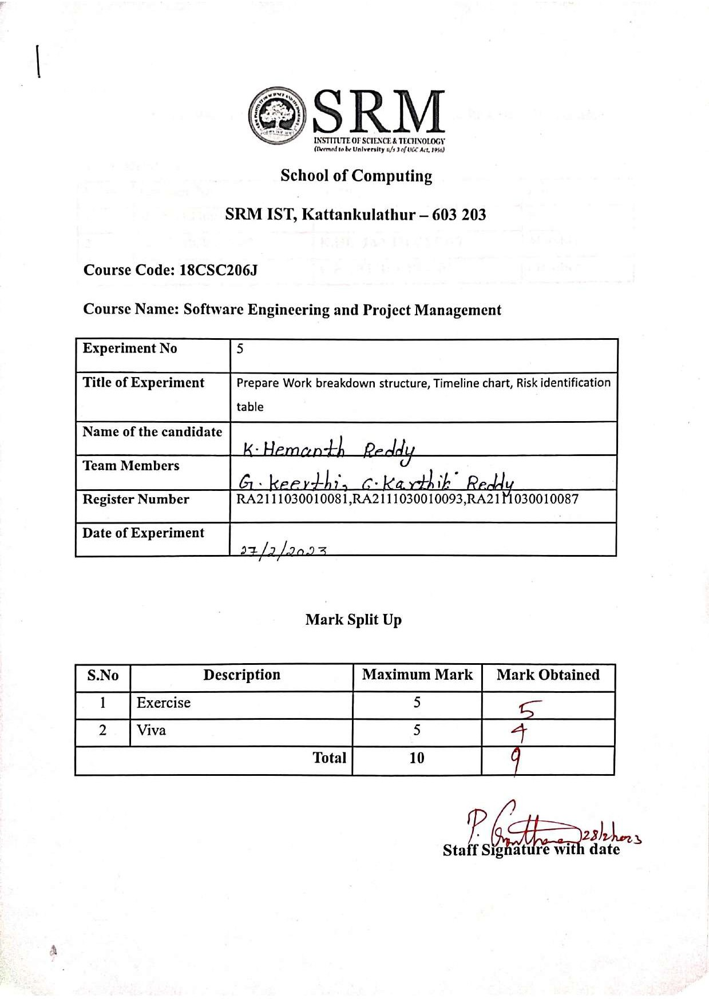 SRM
INSTITUTE OF SCIENCE & TECHNOLOGY
(Deemed to be University u/s 3 of UGC Act, 1956)
School of Computing
SRM IST, Kattankulathur – 603 203
Course Code: 18CSC206J
Course Name: Software Engineering and Project Management
Experiment No 5
Title of Experiment Prepare Work breakdown structure, Timeline chart, Risk identification
table
Name of the candidate K. Hemanth Reddy
Team Members G. Keerthi, G. Karthik Reddy
Register Number RA2111030010081,RA2111030010093,RA2111030010087
Date of Experiment 27/2/2023
Mark Split Up
S.No Description Maximum Mark Mark Obtained
1 Exercise 5 5
2 Viva 5 4
Total 10 9
P. 28/2/2023
Staff Signature with date